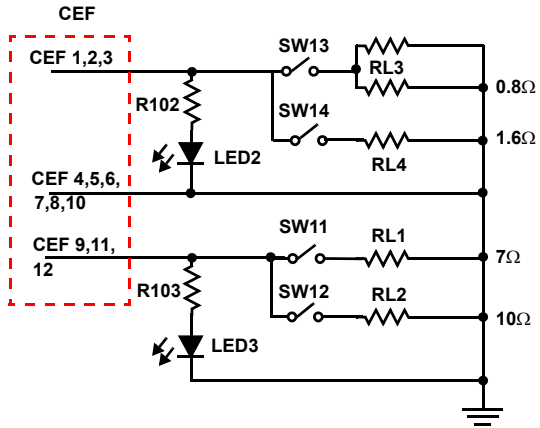 CEF
CEF 1,2,3
SW13
RL3
0.8Ω
R102
SW14
1.6Ω
LED2
RL4
CEF 4,5,6,
7,8,10
CEF 9,11,
12
SW11
RL1
7Ω
R103
SW12
RL2
10Ω
LED3